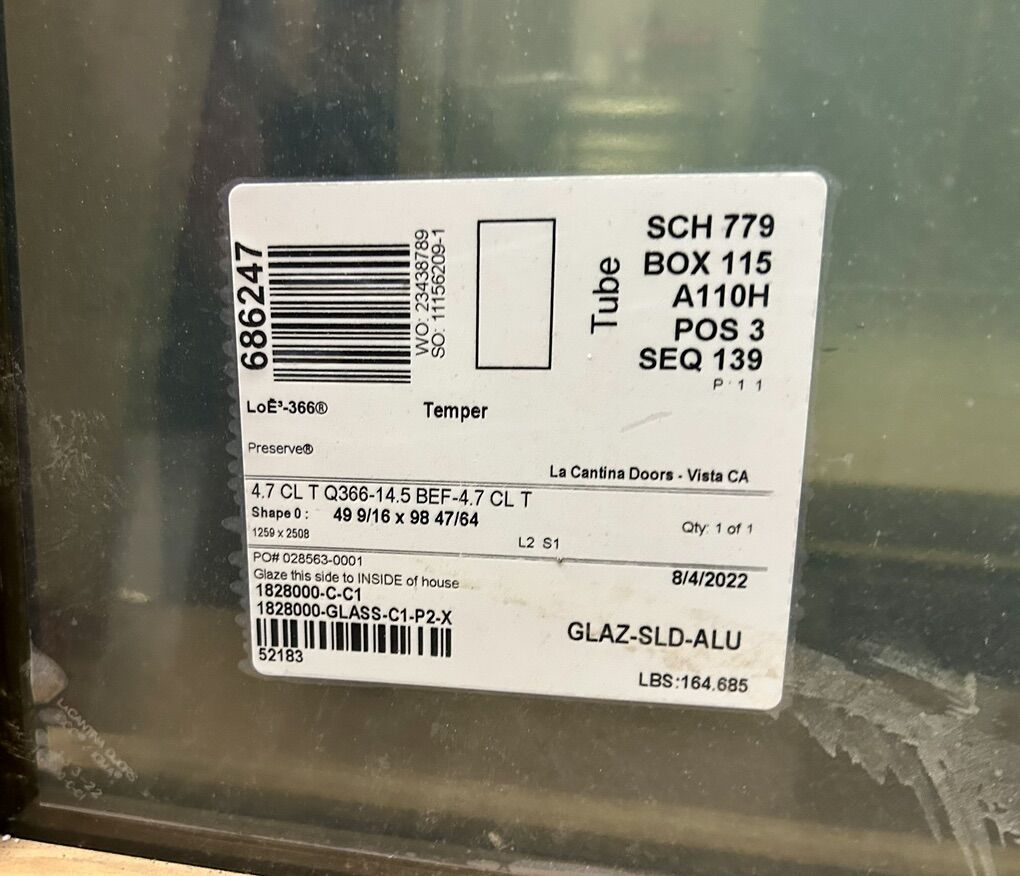 686247
WO: 23438789
SO: 11156209-1
Tube
SCH 779
BOX 115
A110H
POS 3
SEQ 139
P 1 1
LoĒ³-366®
Temper
Preserve®
La Cantina Doors - Vista CA
4.7 CL T Q366-14.5 BEF-4.7 CL T
Shape 0 : 49 9/16 x 98 47/64
Qty: 1 of 1
1259 x 2508
L2 S1
PO# 028563-0001
Glaze this side to INSIDE of house
8/4/2022
1828000-C-C1
1828000-GLASS-C1-P2-X
GLAZ-SLD-ALU
52183
LBS:164.685
LACANTINA DOORS